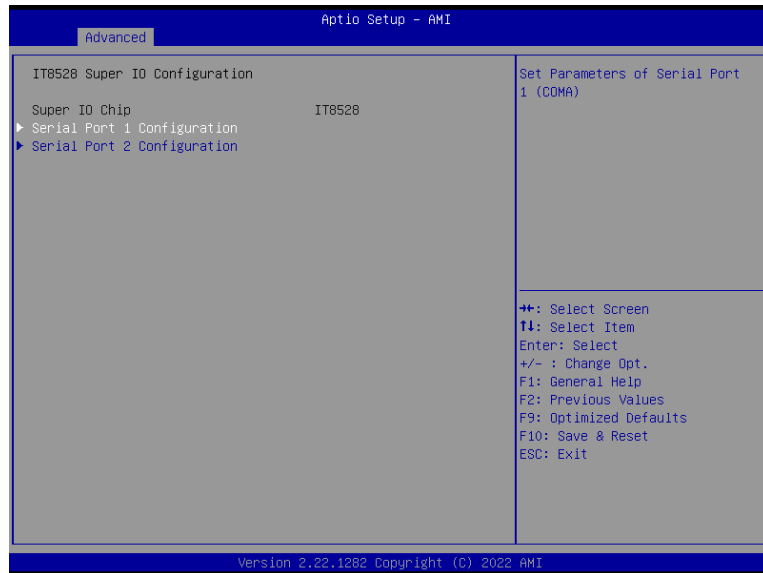 Aptio Setup – AMI
Advanced
IT8528 Super IO Configuration
Super IO Chip IT8528
▶ Serial Port 1 Configuration
▶ Serial Port 2 Configuration
Set Parameters of Serial Port
1 (COMA)
→←: Select Screen
↑↓: Select Item
Enter: Select
+/- : Change Opt.
F1: General Help
F2: Previous Values
F9: Optimized Defaults
F10: Save & Reset
ESC: Exit
Version 2.22.1282 Copyright (C) 2022 AMI